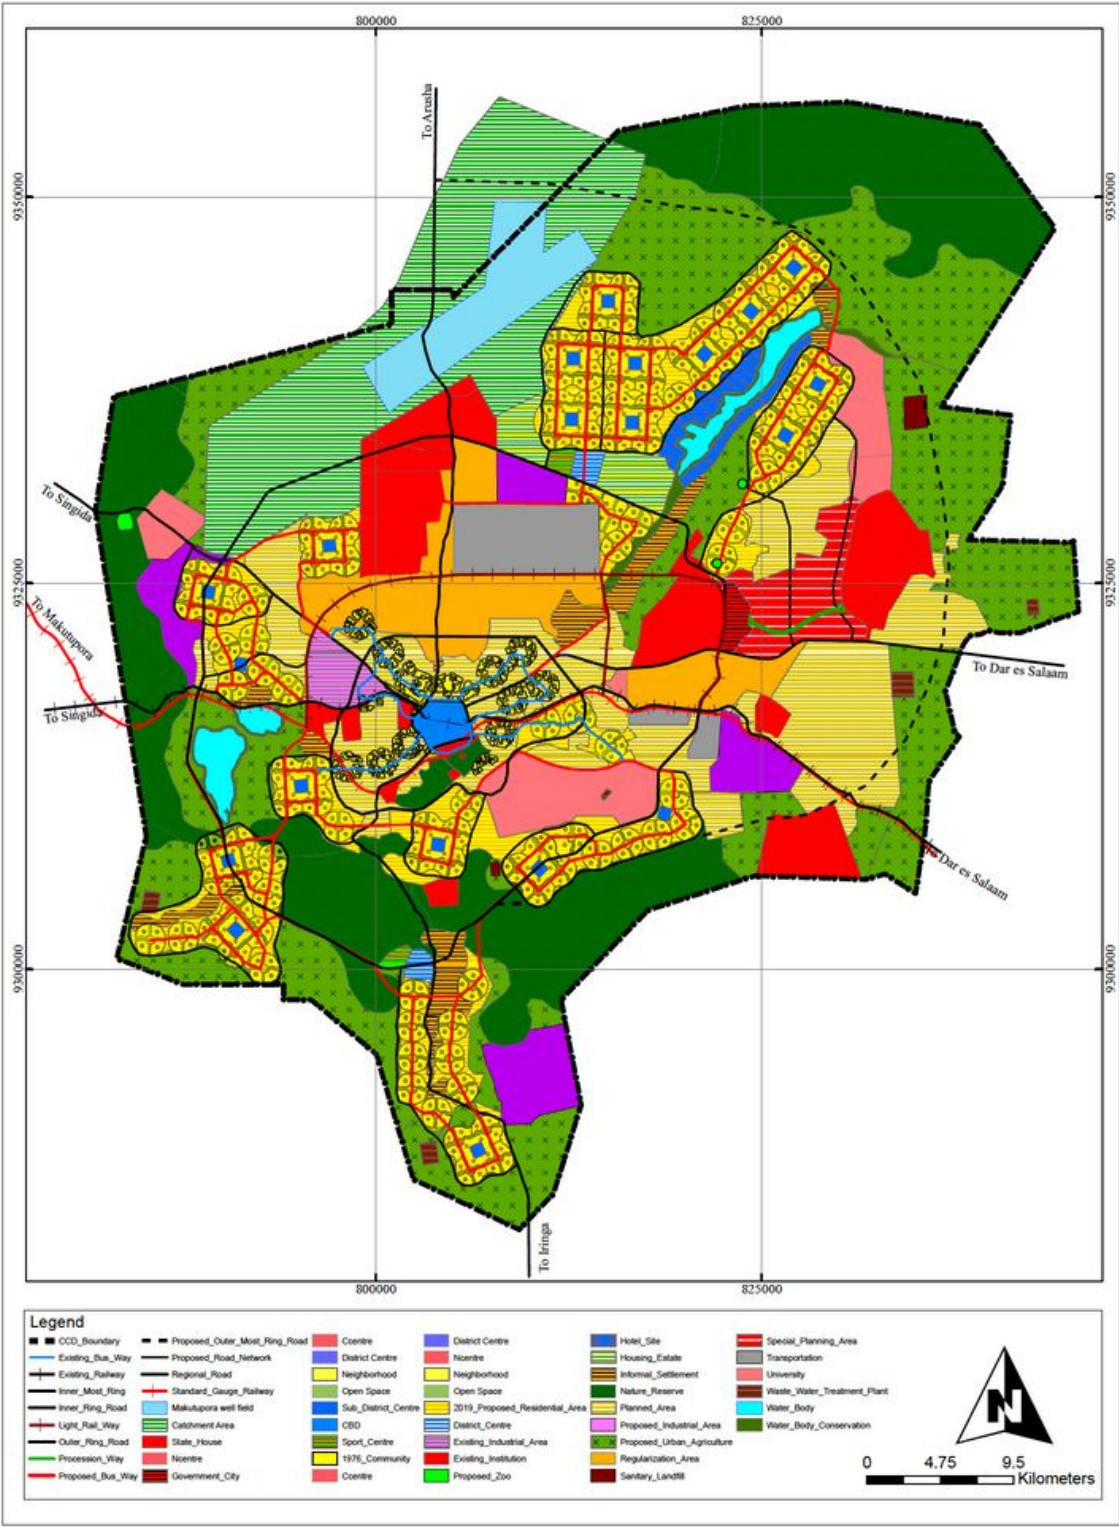 800000
825000
To Arusha
9350000
9350000
To Singida
9325000
9325000
To Makutupora
To Dar es Salaam
To Singida
Dar es Salaam
9300000
9300000
To Iringa
800000
825000
Legend
CCD_Boundary
Existing_Bus_Way
Existing_Railway
Inner_Most_Ring
Inner_Ring_Road
Light_Rail_Way
Outer_Ring_Road
Procession_Way
Proposed_Bus_Way
Proposed_Outer_Most_Ring_Road
Proposed_Road_Network
Regional_Road
Standard_Gauge_Railway
Makutupora well field
Catchment Area
State_House
Ncentre
Government_City
Ccentre
District Centre
Neighborhood
Open Space
Sub_District_Centre
CBD
Sport_Centre
1976_Community
Ccentre
District Centre
Ncentre
Neighborhood
Open Space
2019_Proposed_Residential_Area
District_Centre
Existing_Industrial_Area
Existing_Institution
Proposed_Zoo
Hotel_Site
Housing_Estate
Informal_Settlement
Nature_Reserve
Planned_Area
Proposed_Industrial_Area
Proposed_Urban_Agriculture
Regularization_Area
Sanitary_Landfill
Special_Planning_Area
Transportation
University
Waste_Water_Treatment_Plant
Water_Body
Water_Body_Conservation
N
0 4.75 9.5
Kilometers